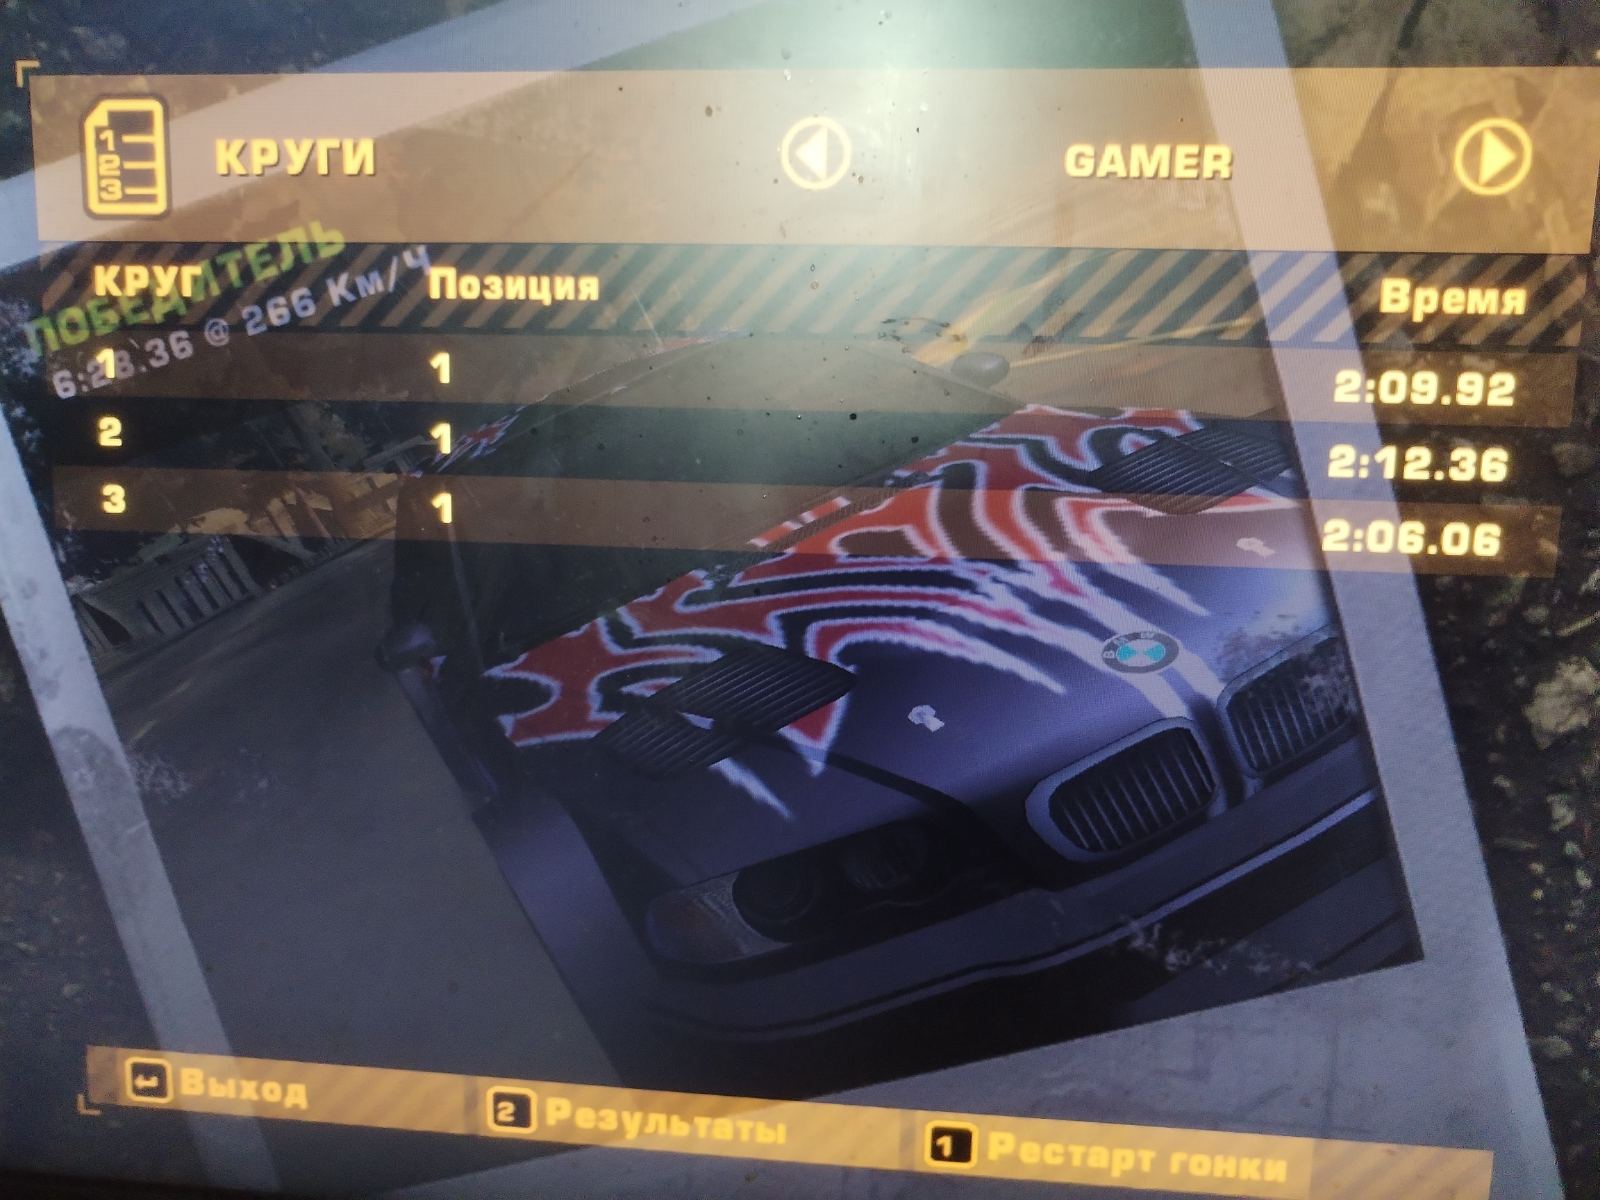 КРУГИ
GAMER
ПОБЕДИТЕЛЬ
6:28.36 @ 266 Км/Ч
КРУГ Позиция Время
1 1 2:09.92
2 1 2:12.36
3 1 2:06.06
BMW
Выход
2 Результаты
1 Рестарт гонки